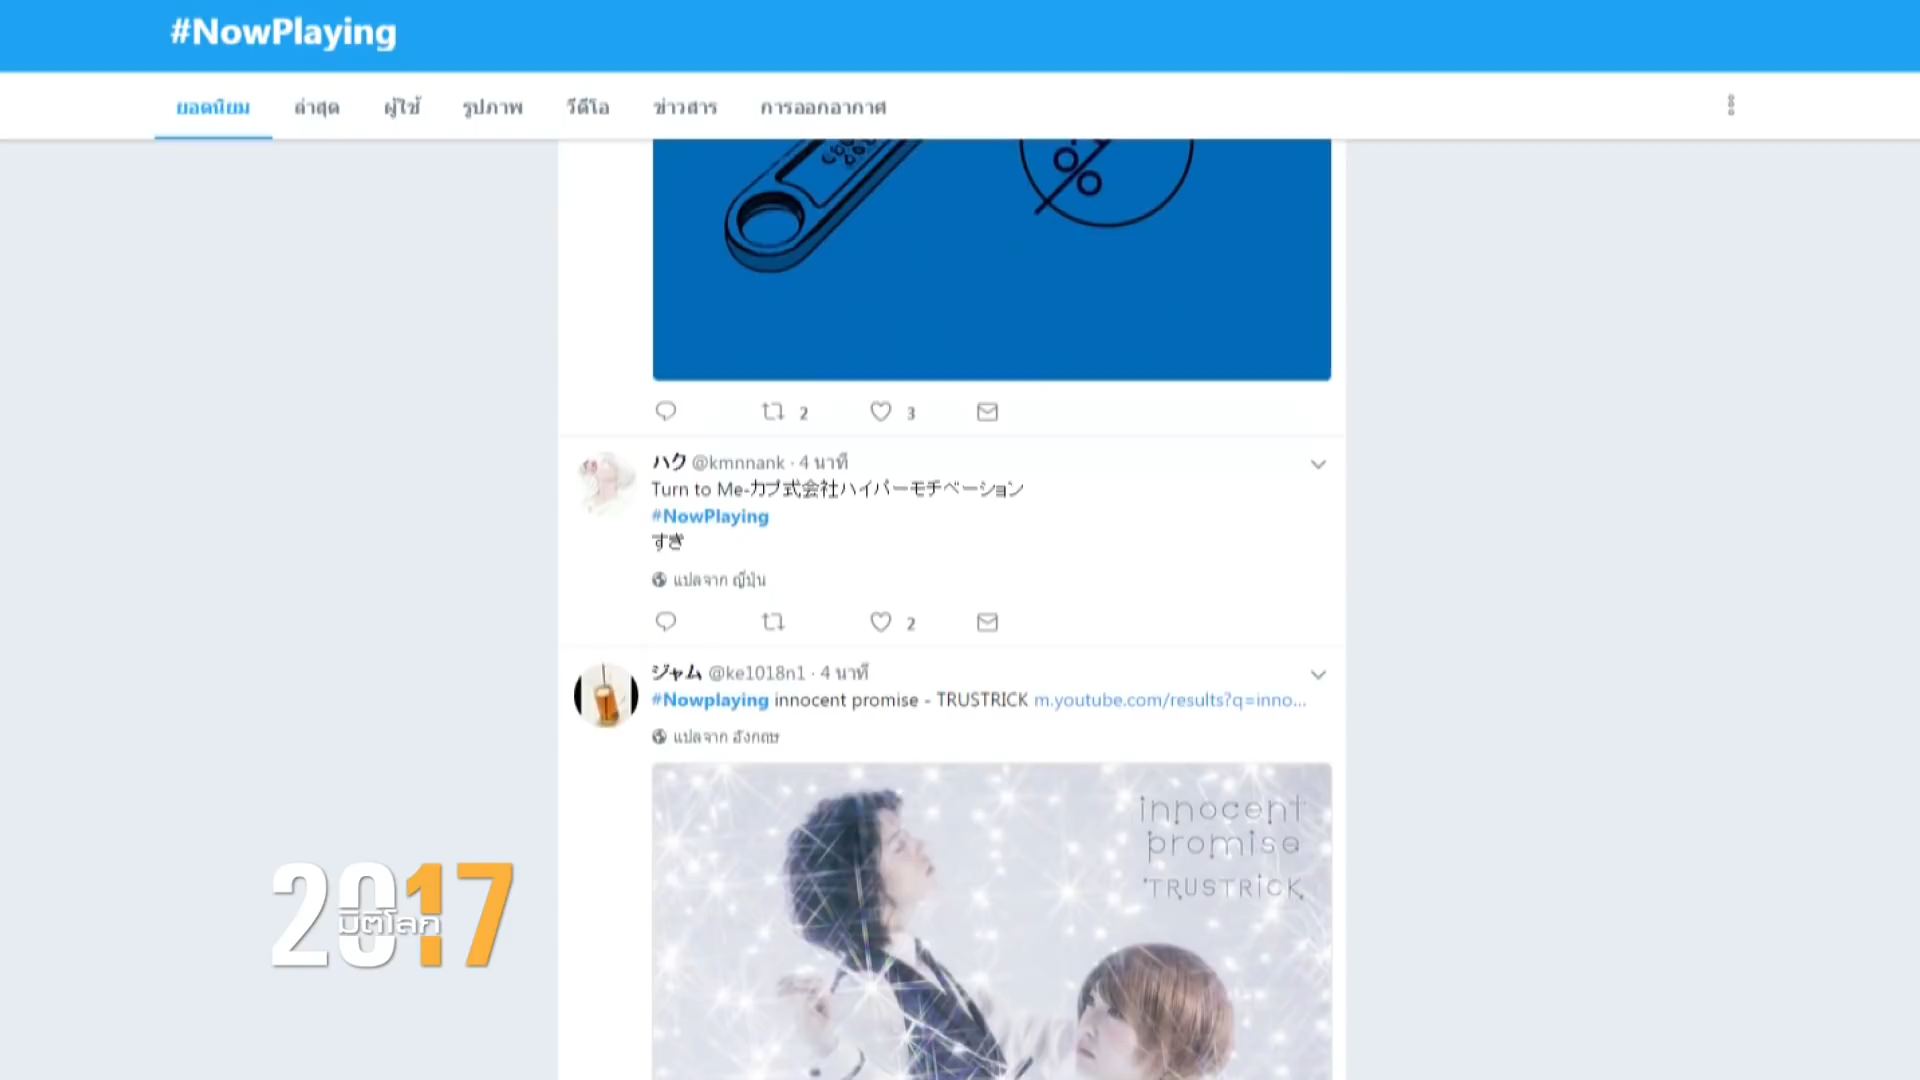 #NowPlaying
ยอดนิยม ล่าสุด ผู้ใช้ รูปภาพ วีดีโอ ข่าวสาร การออกอากาศ
2 3
ハク @kmnnank · 4 นาที
Turn to Me-カブ式会社ハイパーモチベーション
#NowPlaying
すき
แปลจาก ญี่ปุ่น
2
ジャム @ke1018n1 · 4 นาที
#Nowplaying innocent promise - TRUSTRICK m.youtube.com/results?q=inno...
แปลจาก อังกฤษ
innocent
promise
TRUSTRICK
2017
มิติโลก